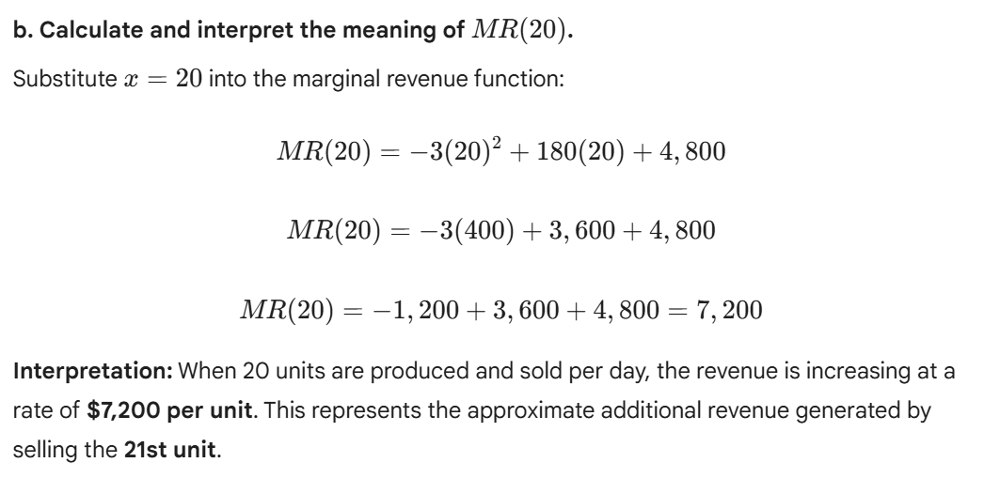 b. Calculate and interpret the meaning of MR(20).
Substitute x = 20 into the marginal revenue function:
MR(20) = −3(20)² + 180(20) + 4,800
MR(20) = −3(400) + 3,600 + 4,800
MR(20) = −1,200 + 3,600 + 4,800 = 7,200
Interpretation: When 20 units are produced and sold per day, the revenue is increasing at a
rate of $7,200 per unit. This represents the approximate additional revenue generated by
selling the 21st unit.